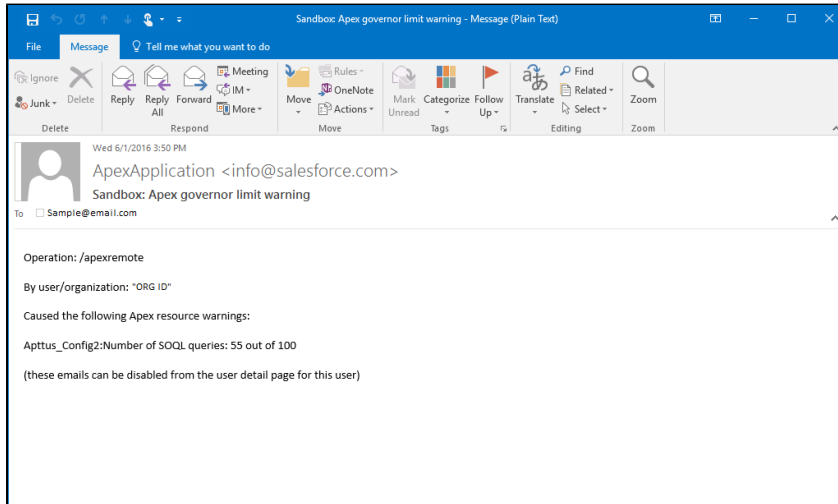 Sandbox: Apex governor limit warning - Message (Plain Text)
File Message Tell me what you want to do
Ignore
Junk
Delete
Reply
Reply All
Forward
Meeting
IM
More
Move
Rules
OneNote
Actions
Mark Unread
Categorize
Follow Up
Translate
Find
Related
Select
Zoom
Delete Respond Move Tags Editing Zoom
Wed 6/1/2016 3:50 PM
ApexApplication <info@salesforce.com>
Sandbox: Apex governor limit warning
To Sample@email.com
Operation: /apexremote
By user/organization: "ORG ID"
Caused the following Apex resource warnings:
Apttus_Config2:Number of SOQL queries: 55 out of 100
(these emails can be disabled from the user detail page for this user)